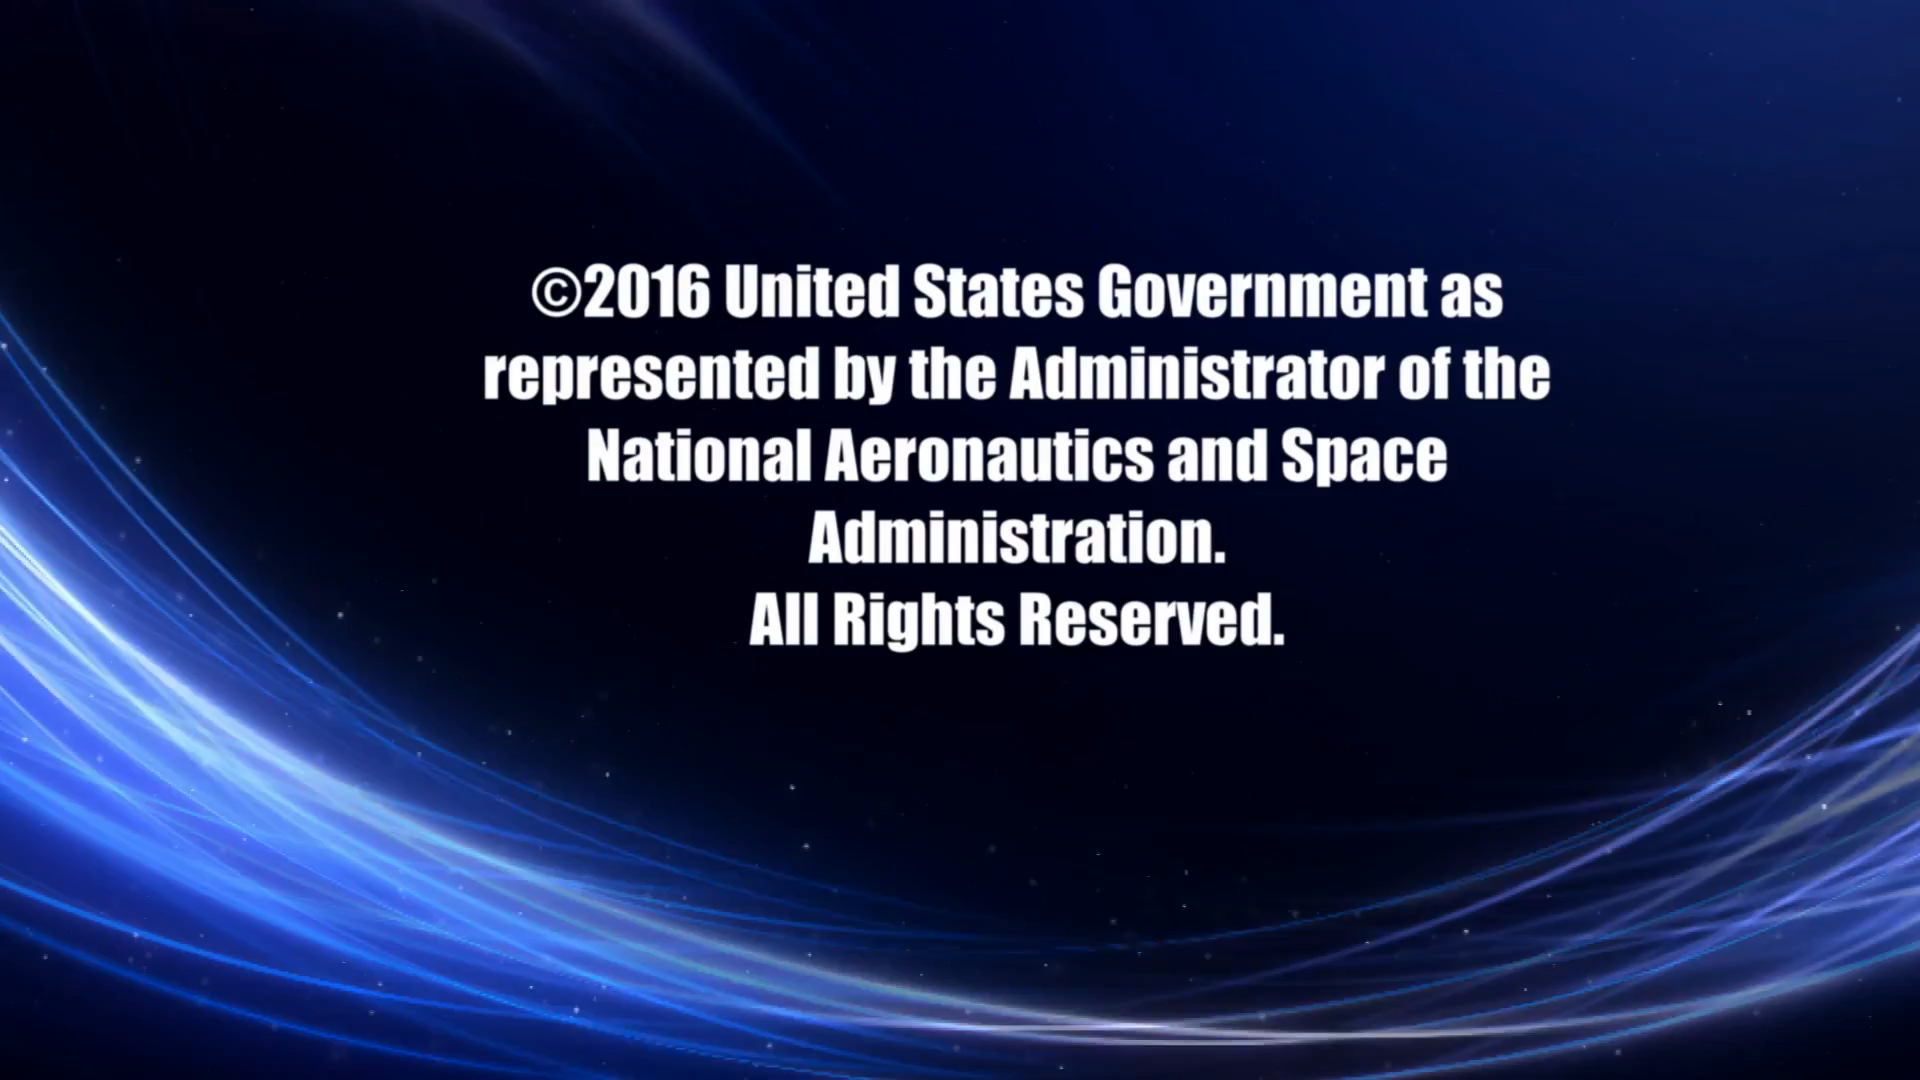 ©2016 United States Government as
represented by the Administrator of the
National Aeronautics and Space
Administration.
All Rights Reserved.